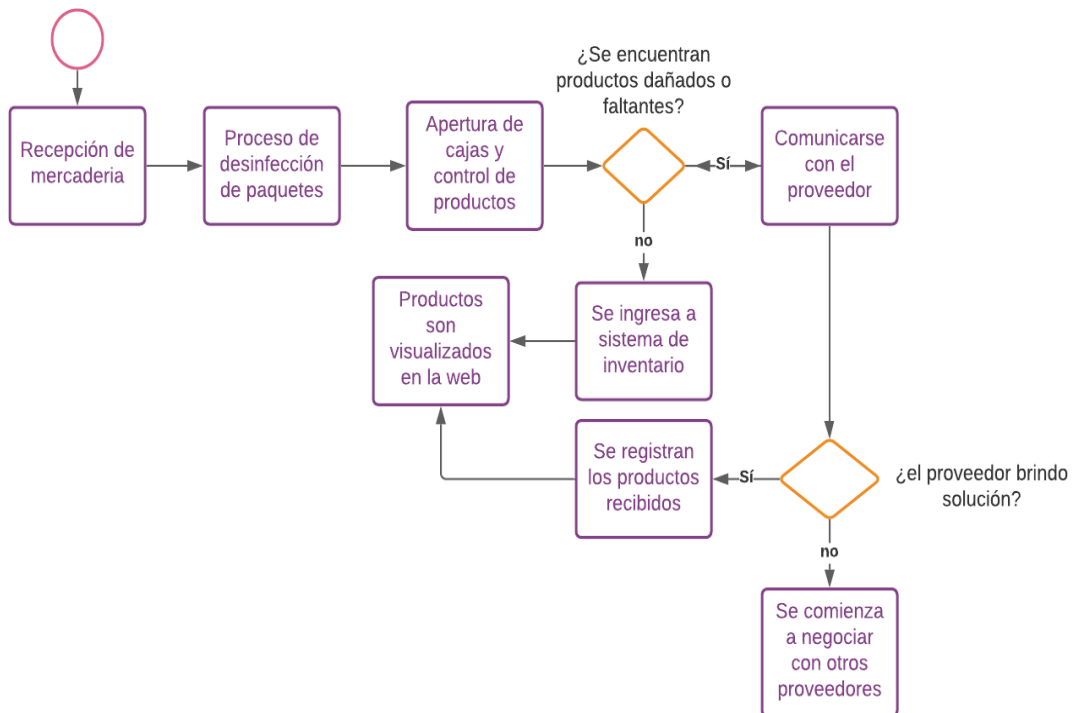 ¿Se encuentran
productos dañados o
faltantes?
Recepción de
mercaderia
Proceso de
desinfección
de paquetes
Apertura de
cajas y
control de
productos
Sí
Comunicarse
con el
proveedor
no
Productos
son
visualizados
en la web
Se ingresa a
sistema de
inventario
Se registran
los productos
recibidos
Sí
¿el proveedor brindo
solución?
no
Se comienza
a negociar
con otros
proveedores